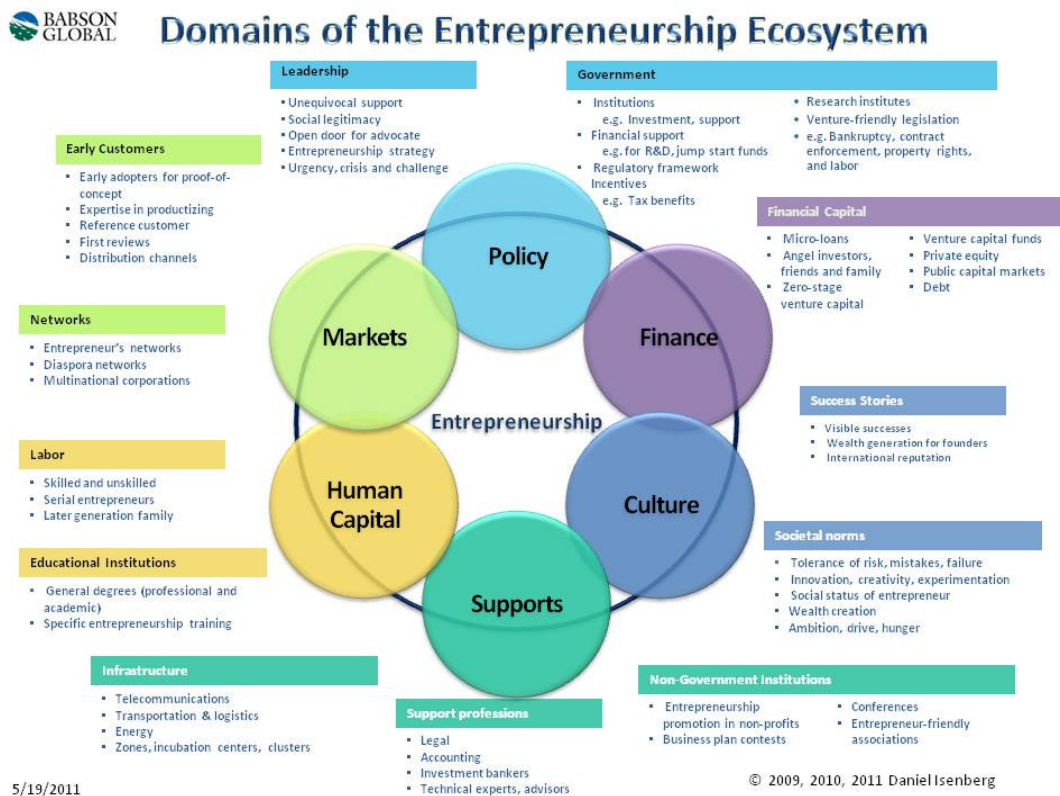 BABSON
GLOBAL
Domains of the Entrepreneurship Ecosystem
Leadership
▪ Unequivocal support
▪ Social legitimacy
▪ Open door for advocate
▪ Entrepreneurship strategy
▪ Urgency, crisis and challenge
Government
▪ Institutions
e.g. Investment, support
▪ Financial support
e.g. for R&D, jump start funds
▪ Regulatory framework
Incentives
e.g. Tax benefits
• Research institutes
• Venture-friendly legislation
• e.g. Bankruptcy, contract
enforcement, property rights,
and labor
Early Customers
▪ Early adopters for proof-of-
concept
▪ Expertise in productizing
▪ Reference customer
▪ First reviews
▪ Distribution channels
Financial Capital
▪ Micro-loans
▪ Angel investors,
friends and family
▪ Zero-stage
venture capital
▪ Venture capital funds
▪ Private equity
▪ Public capital markets
▪ Debt
Networks
▪ Entrepreneur's networks
▪ Diaspora networks
▪ Multinational corporations
Policy
Markets
Finance
Entrepreneurship
Human
Capital
Culture
Supports
Success Stories
▪ Visible successes
▪ Wealth generation for founders
▪ International reputation
Labor
▪ Skilled and unskilled
▪ Serial entrepreneurs
▪ Later generation family
Societal norms
▪ Tolerance of risk, mistakes, failure
▪ Innovation, creativity, experimentation
▪ Social status of entrepreneur
▪ Wealth creation
▪ Ambition, drive, hunger
Educational Institutions
▪ General degrees (professional and
academic)
▪ Specific entrepreneurship training
Infrastructure
▪ Telecommunications
▪ Transportation & logistics
▪ Energy
▪ Zones, incubation centers, clusters
Support professions
▪ Legal
▪ Accounting
▪ Investment bankers
▪ Technical experts, advisors
Non-Government Institutions
▪ Entrepreneurship
promotion in non-profits
▪ Business plan contests
▪ Conferences
▪ Entrepreneur-friendly
associations
5/19/2011
© 2009, 2010, 2011 Daniel Isenberg